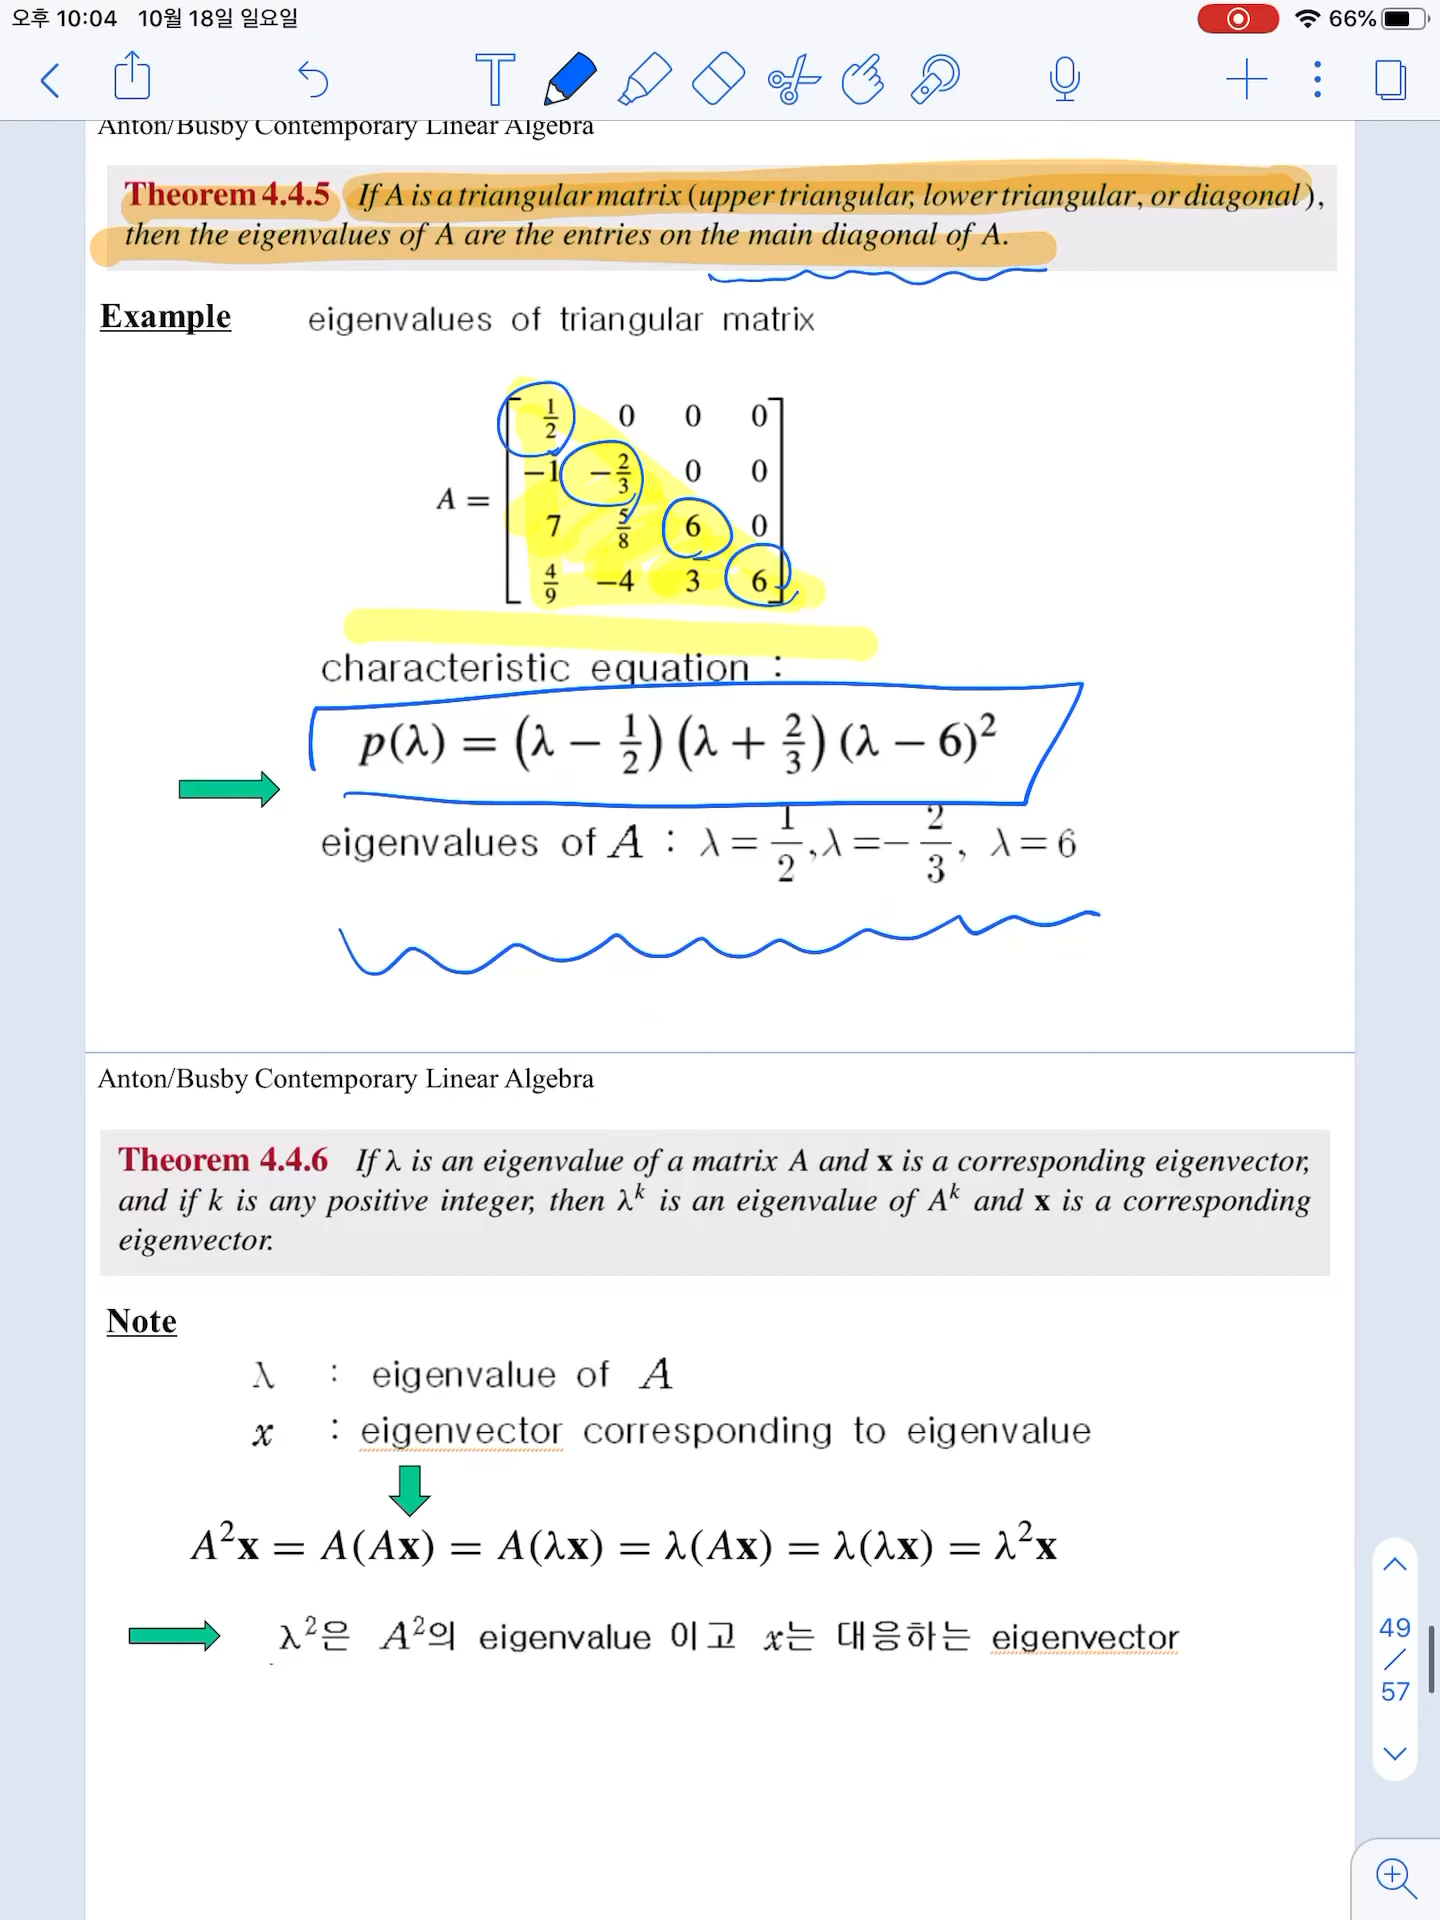 오후 10:04 10월 18일 일요일 66%
T
Anton/Busby Contemporary Linear Algebra
Theorem 4.4.5 If A is a triangular matrix (upper triangular, lower triangular, or diagonal),
then the eigenvalues of A are the entries on the main diagonal of A.
Example eigenvalues of triangular matrix
A = [ 1/2 0 0 0
-1 -2/3 0 0
7 5/8 6 0
4/9 -4 3 6 ]
characteristic equation :
p(λ) = (λ − 1/2) (λ + 2/3) (λ − 6)²
eigenvalues of A : λ = 1/2, λ = −2/3, λ = 6
Anton/Busby Contemporary Linear Algebra
Theorem 4.4.6 If λ is an eigenvalue of a matrix A and x is a corresponding eigenvector,
and if k is any positive integer, then λᵏ is an eigenvalue of Aᵏ and x is a corresponding
eigenvector.
Note
λ : eigenvalue of A
x : eigenvector corresponding to eigenvalue
A²x = A(Ax) = A(λx) = λ(Ax) = λ(λx) = λ²x
λ²은 A²의 eigenvalue 이고 x는 대응하는 eigenvector
49
/
57